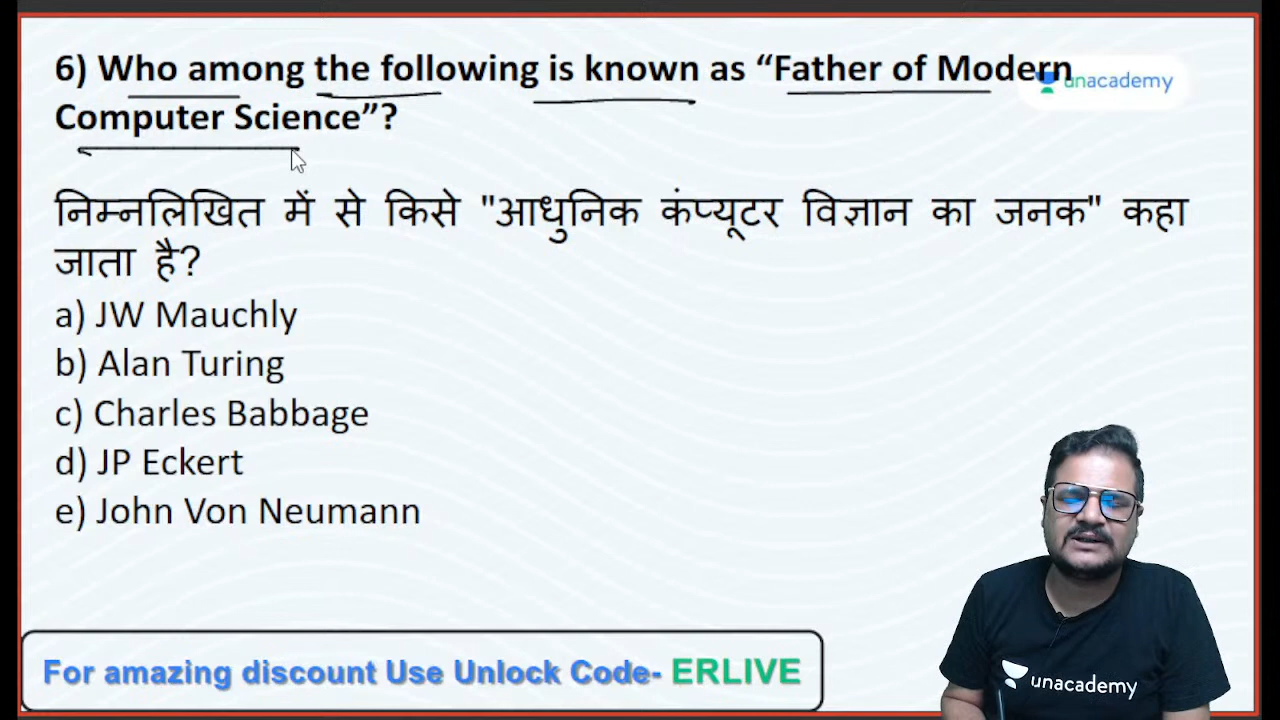 6) Who among the following is known as “Father of Modern
unacademy
Computer Science”?
निम्नलिखित में से किसे "आधुनिक कंप्यूटर विज्ञान का जनक" कहा
जाता है?
a) JW Mauchly
b) Alan Turing
c) Charles Babbage
d) JP Eckert
e) John Von Neumann
For amazing discount Use Unlock Code- ERLIVE
unacademy